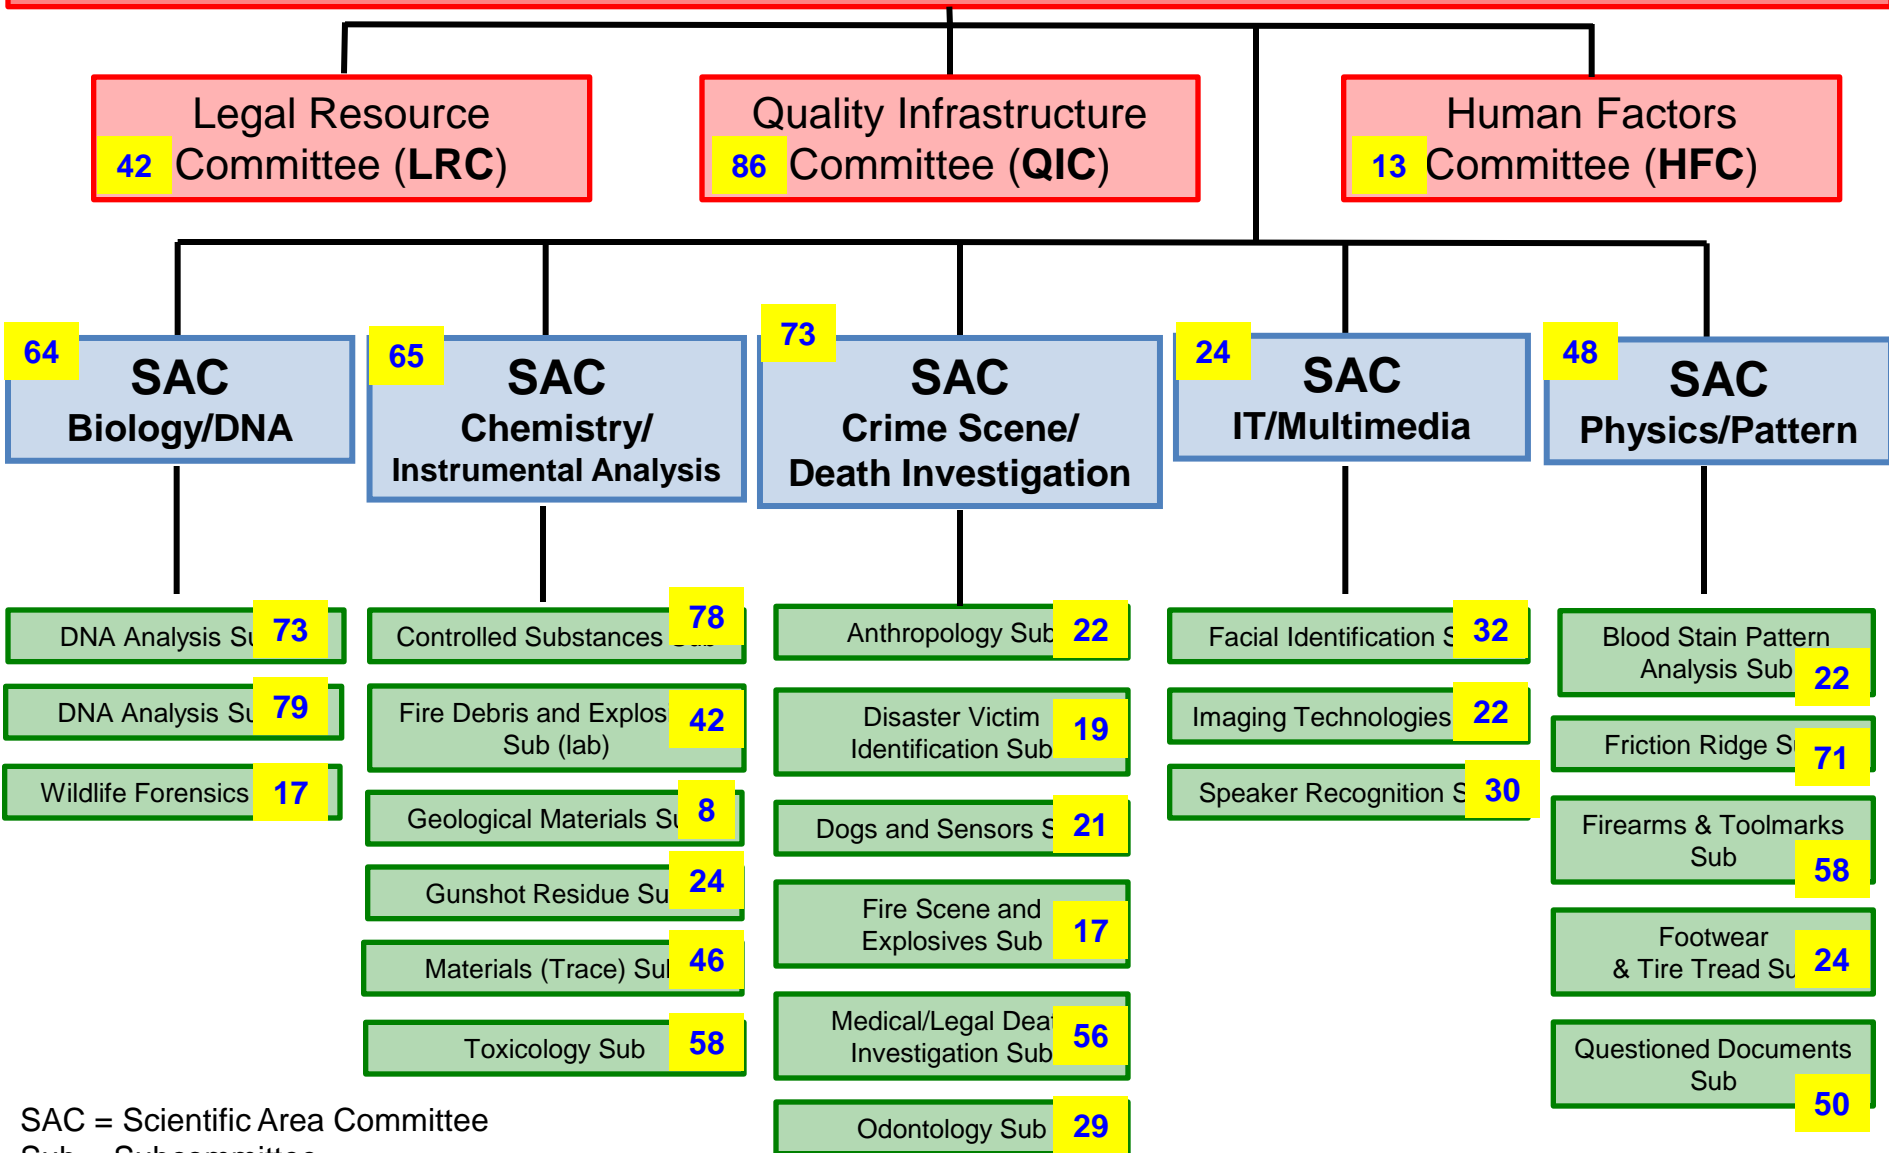 Legal Resource
Committee (LRC)
42
Quality Infrastructure
Committee (QIC)
86
Human Factors
Committee (HFC)
13
64
SAC
Biology/DNA
65
SAC
Chemistry/
Instrumental Analysis
73
SAC
Crime Scene/
Death Investigation
24
SAC
IT/Multimedia
48
SAC
Physics/Pattern
DNA Analysis Su
73
DNA Analysis Su
79
Wildlife Forensics
17
Controlled Substances Sub
78
Fire Debris and Explosi
Sub (lab)
42
Geological Materials Su
8
Gunshot Residue Su
24
Materials (Trace) Sub
46
Toxicology Sub
58
Anthropology Sub
22
Disaster Victim
Identification Sub
19
Dogs and Sensors S
21
Fire Scene and
Explosives Sub
17
Medical/Legal Deat
Investigation Sub
56
Odontology Sub
29
Facial Identification S
32
Imaging Technologies
22
Speaker Recognition S
30
Blood Stain Pattern
Analysis Sub
22
Friction Ridge Su
71
Firearms & Toolmarks
Sub
58
Footwear
& Tire Tread Su
24
Questioned Documents
Sub
50
SAC = Scientific Area Committee
Sub = Subcommittee